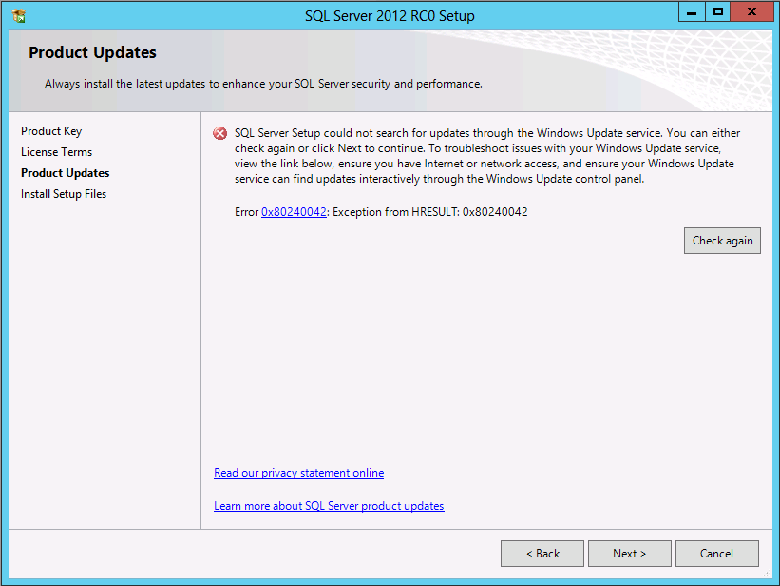 SQL Server 2012 RC0 Setup
Product Updates
Always install the latest updates to enhance your SQL Server security and performance.
Product Key
License Terms
Product Updates
Install Setup Files
SQL Server Setup could not search for updates through the Windows Update service. You can either
check again or click Next to continue. To troubleshoot issues with your Windows Update service,
view the link below, ensure you have Internet or network access, and ensure your Windows Update
service can find updates interactively through the Windows Update control panel.
Error 0x80240042: Exception from HRESULT: 0x80240042
Check again
Read our privacy statement online
Learn more about SQL Server product updates
< Back
Next >
Cancel